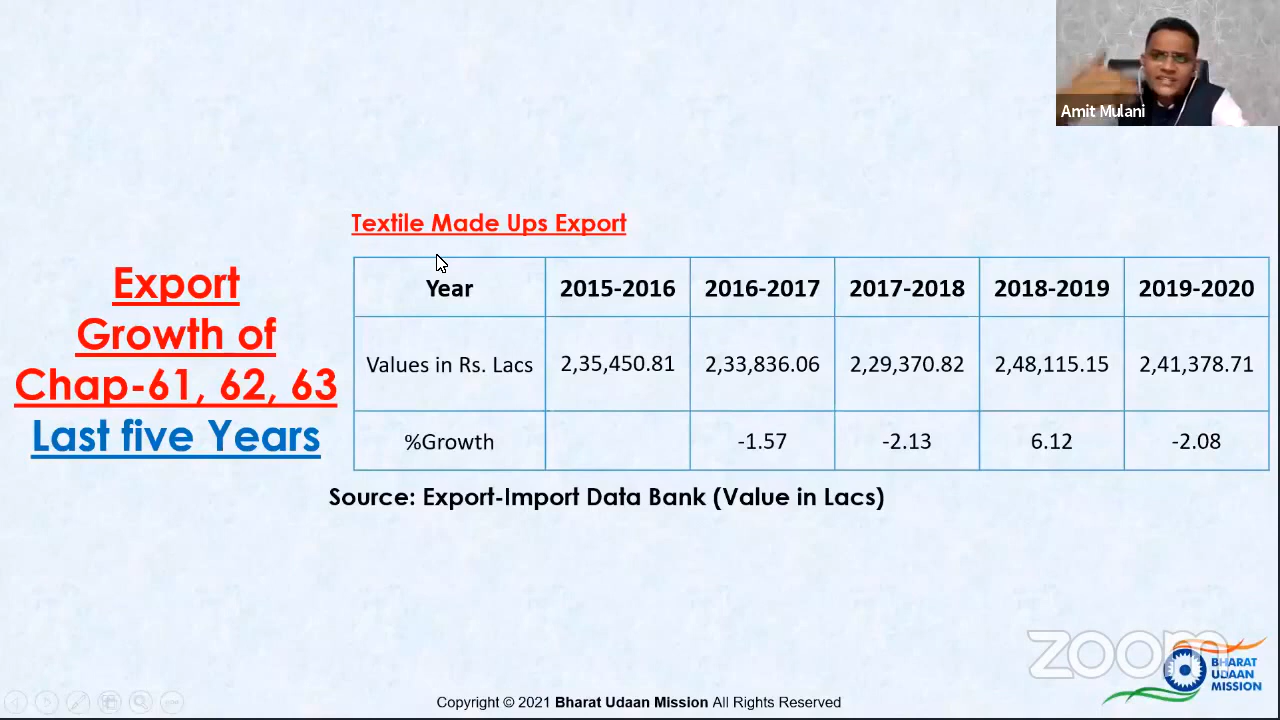 Amit Mulani
Textile Made Ups Export
Export
Growth of
Chap-61, 62, 63
Last five Years
Year 2015-2016 2016-2017 2017-2018 2018-2019 2019-2020
Values in Rs. Lacs 2,35,450.81 2,33,836.06 2,29,370.82 2,48,115.15 2,41,378.71
%Growth -1.57 -2.13 6.12 -2.08
Source: Export-Import Data Bank (Value in Lacs)
zoom
BHARAT
UDAAN
MISSION
Copyright © 2021 Bharat Udaan Mission All Rights Reserved